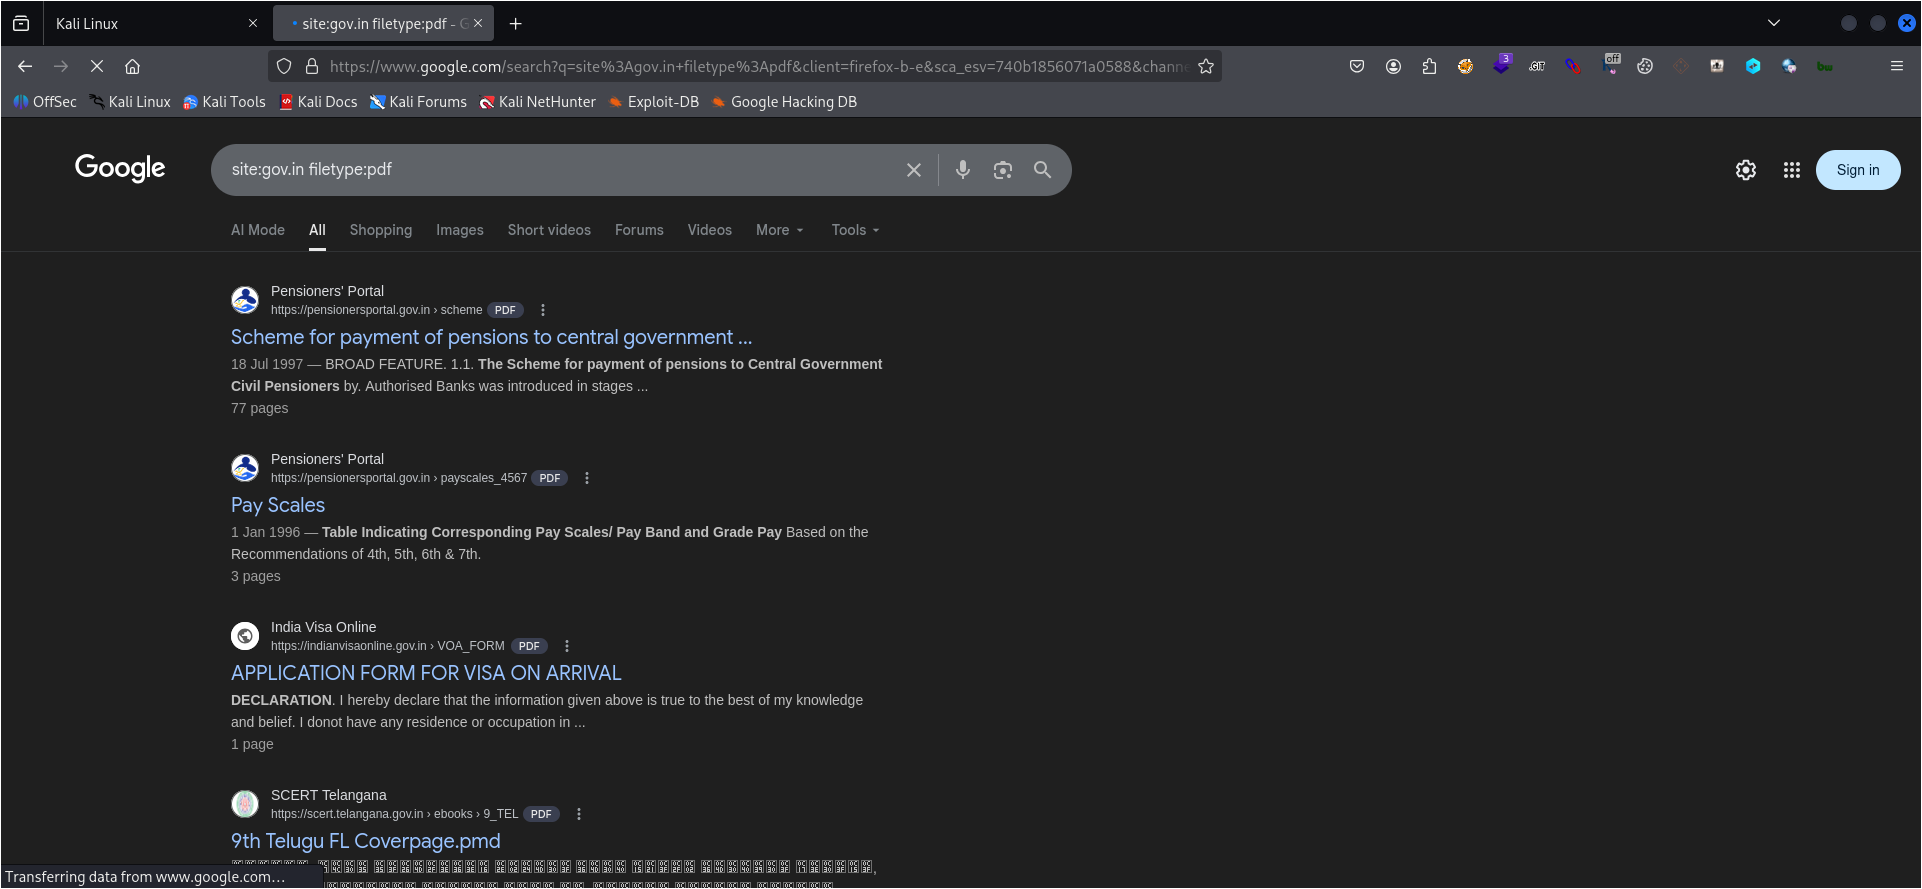 Kali Linux
site:gov.in filetype:pdf - G
https://www.google.com/search?q=site%3Agov.in+filetype%3Apdf&client=firefox-b-e&sca_esv=740b1856071a0588&channe
3
.GIT
off
OffSec
Kali Linux
Kali Tools
Kali Docs
Kali Forums
Kali NetHunter
Exploit-DB
Google Hacking DB
Google
site:gov.in filetype:pdf
Sign in
AI Mode
All
Shopping
Images
Short videos
Forums
Videos
More
Tools
Pensioners' Portal
https://pensionersportal.gov.in › scheme PDF
Scheme for payment of pensions to central government ...
18 Jul 1997 — BROAD FEATURE. 1.1. The Scheme for payment of pensions to Central Government
Civil Pensioners by. Authorised Banks was introduced in stages ...
77 pages
Pensioners' Portal
https://pensionersportal.gov.in › payscales_4567 PDF
Pay Scales
1 Jan 1996 — Table Indicating Corresponding Pay Scales/ Pay Band and Grade Pay Based on the
Recommendations of 4th, 5th, 6th & 7th.
3 pages
India Visa Online
https://indianvisaonline.gov.in › VOA_FORM PDF
APPLICATION FORM FOR VISA ON ARRIVAL
DECLARATION. I hereby declare that the information given above is true to the best of my knowledge
and belief. I donot have any residence or occupation in ...
1 page
SCERT Telangana
https://scert.telangana.gov.in › ebooks › 9_TEL PDF
9th Telugu FL Coverpage.pmd
Transferring data from www.google.com…